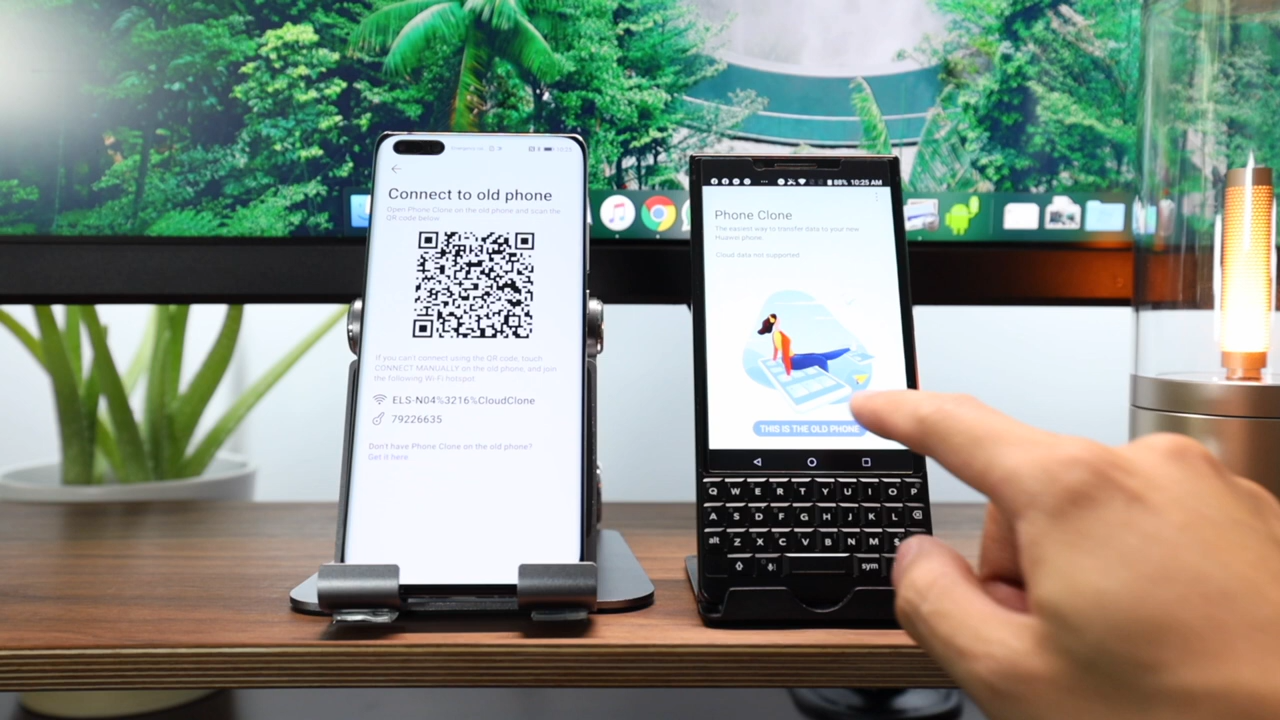 Connect to old phone
Open Phone Clone on the old phone and scan the
QR code below
If you can't connect using the QR code, touch
CONNECT MANUALLY on the old phone, and join
the following Wi-Fi hotspot
ELS-N04%3216%CloudClone
79226635
Don't have Phone Clone on the old phone?
Get it here
88% 10:25 AM
Phone Clone
The easiest way to transfer data to your new
Huawei phone.
Cloud data not supported
THIS IS THE OLD PHONE
Q W E R T Y U I O P
A S D F G H J K L
alt Z X C V B N M $
sym